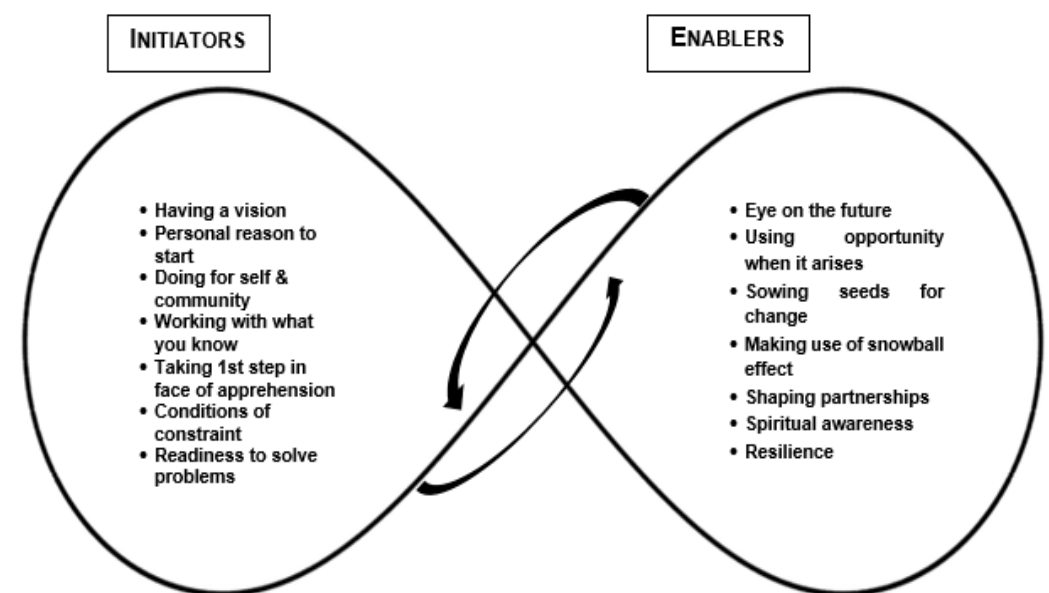 INITIATORS
ENABLERS
• Having a vision
• Personal reason to
start
• Doing for self &
community
• Working with what
you know
• Taking 1st step in
face of apprehension
• Conditions of
constraint
• Readiness to solve
problems
• Eye on the future
• Using opportunity
when it arises
• Sowing seeds for
change
• Making use of snowball
effect
• Shaping partnerships
• Spiritual awareness
• Resilience